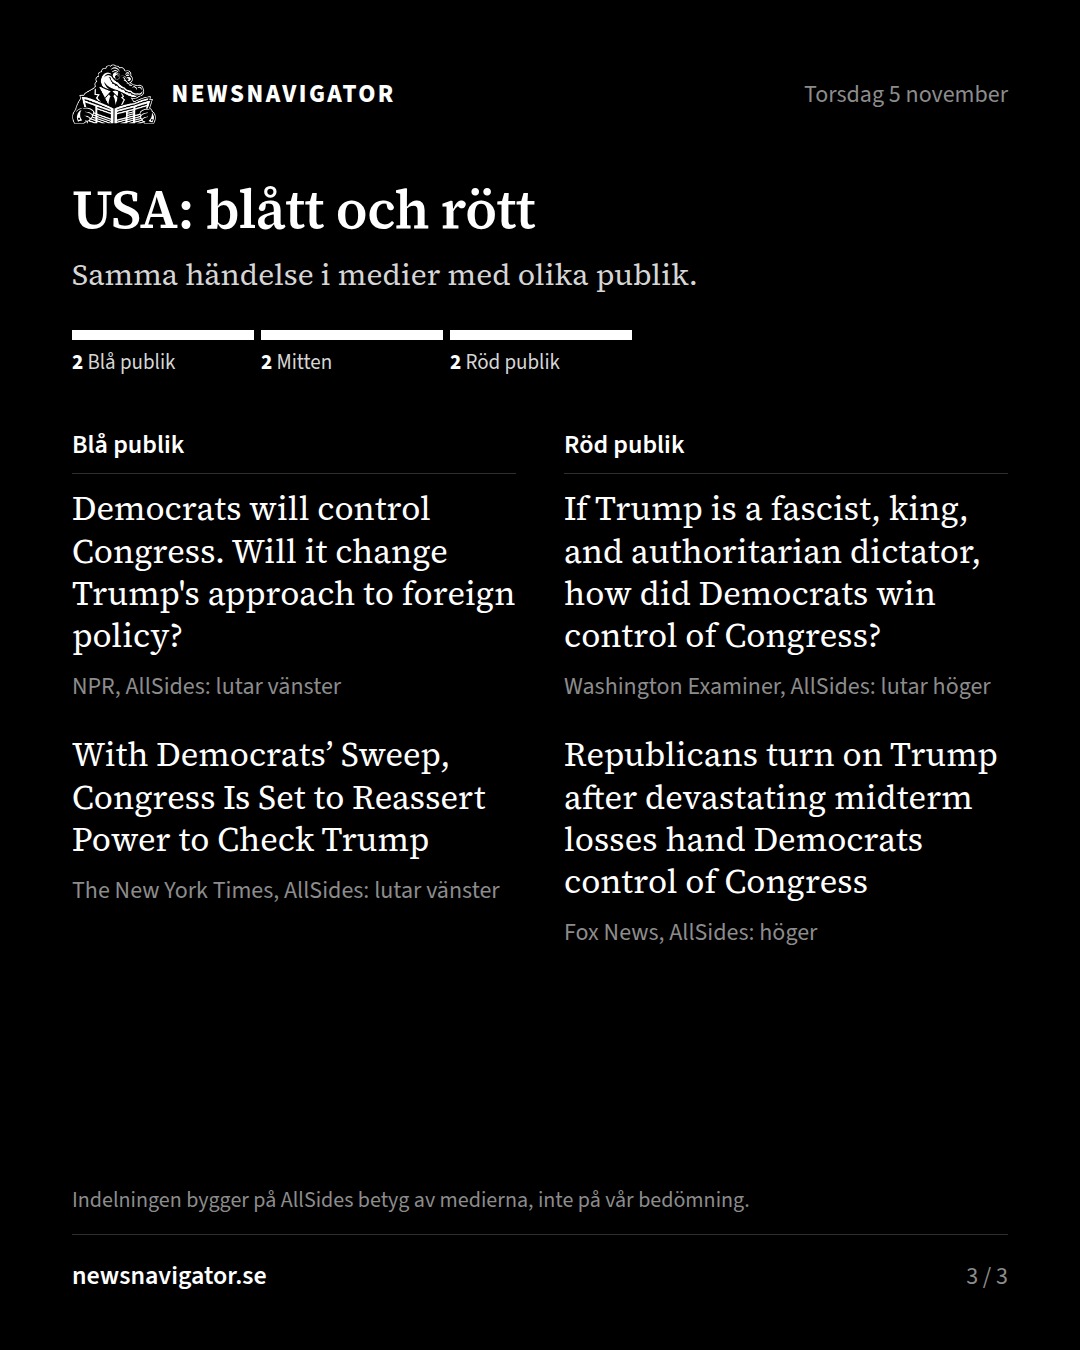 NEWSNAVIGATOR
Torsdag 5 november
USA: blått och rött
Samma händelse i medier med olika publik.
2 Blå publik
2 Mitten
2 Röd publik
Blå publik
Democrats will control
Congress. Will it change
Trump's approach to foreign
policy?
NPR, AllSides: lutar vänster
With Democrats’ Sweep,
Congress Is Set to Reassert
Power to Check Trump
The New York Times, AllSides: lutar vänster
Röd publik
If Trump is a fascist, king,
and authoritarian dictator,
how did Democrats win
control of Congress?
Washington Examiner, AllSides: lutar höger
Republicans turn on Trump
after devastating midterm
losses hand Democrats
control of Congress
Fox News, AllSides: höger
Indelningen bygger på AllSides betyg av medierna, inte på vår bedömning.
newsnavigator.se
3 / 3